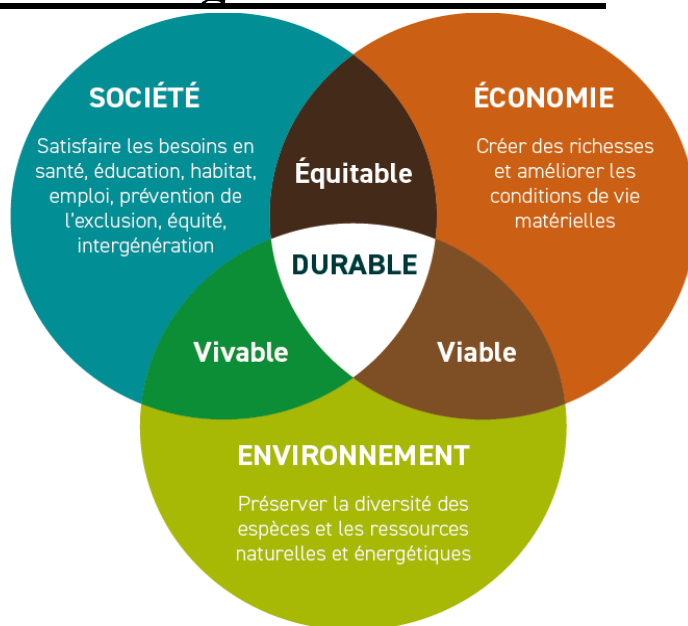 SOCIÉTÉ
Satisfaire les besoins en
santé, éducation, habitat,
emploi, prévention de
l'exclusion, équité,
intergénération
ÉCONOMIE
Créer des richesses
et améliorer les
conditions de vie
matérielles
Équitable
DURABLE
Vivable
Viable
ENVIRONNEMENT
Préserver la diversité des
espèces et les ressources
naturelles et énergétiques